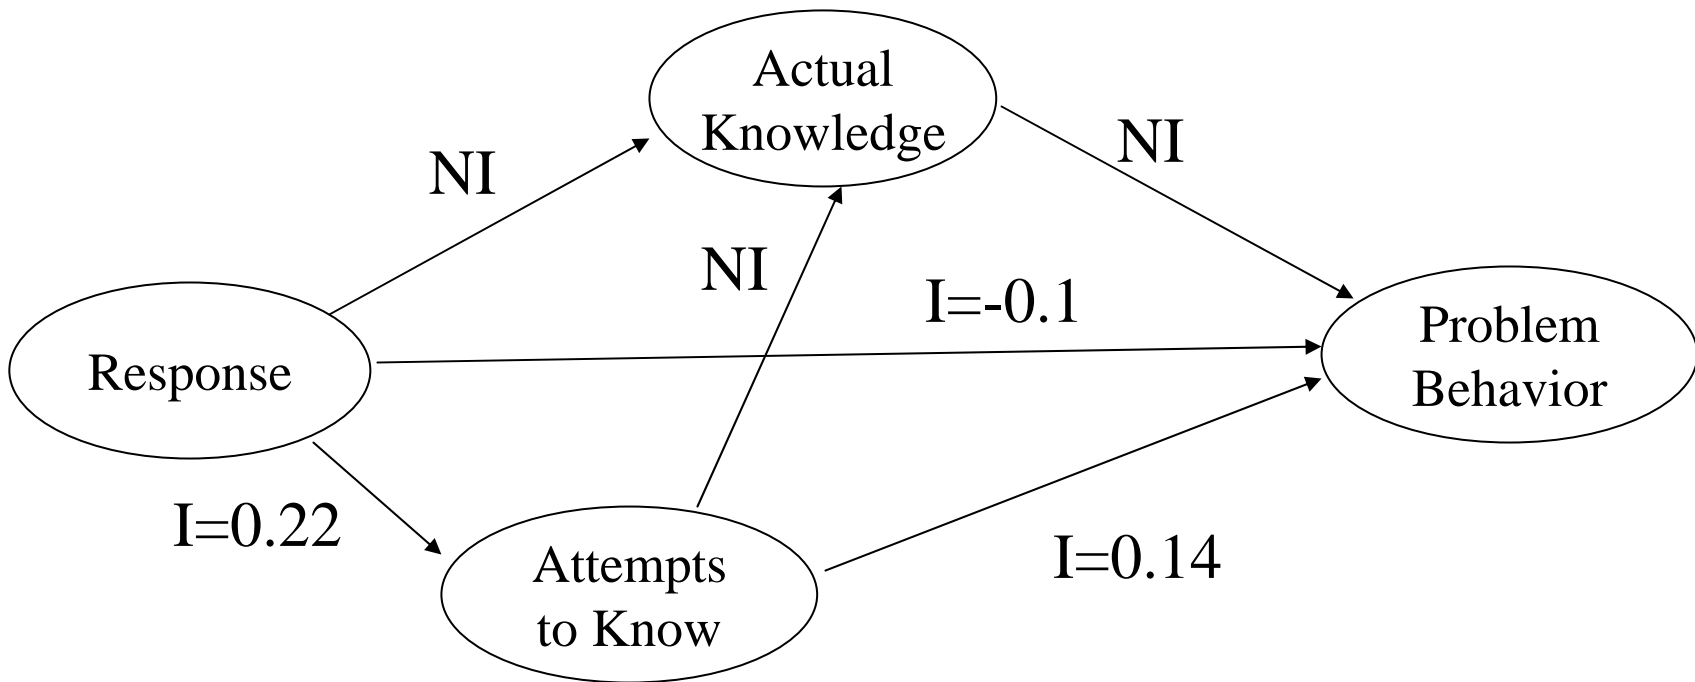 Actual
Knowledge
NI
NI
NI
I=-0.1
Problem
Behavior
Response
I=0.22
Attempts
to Know
I=0.14